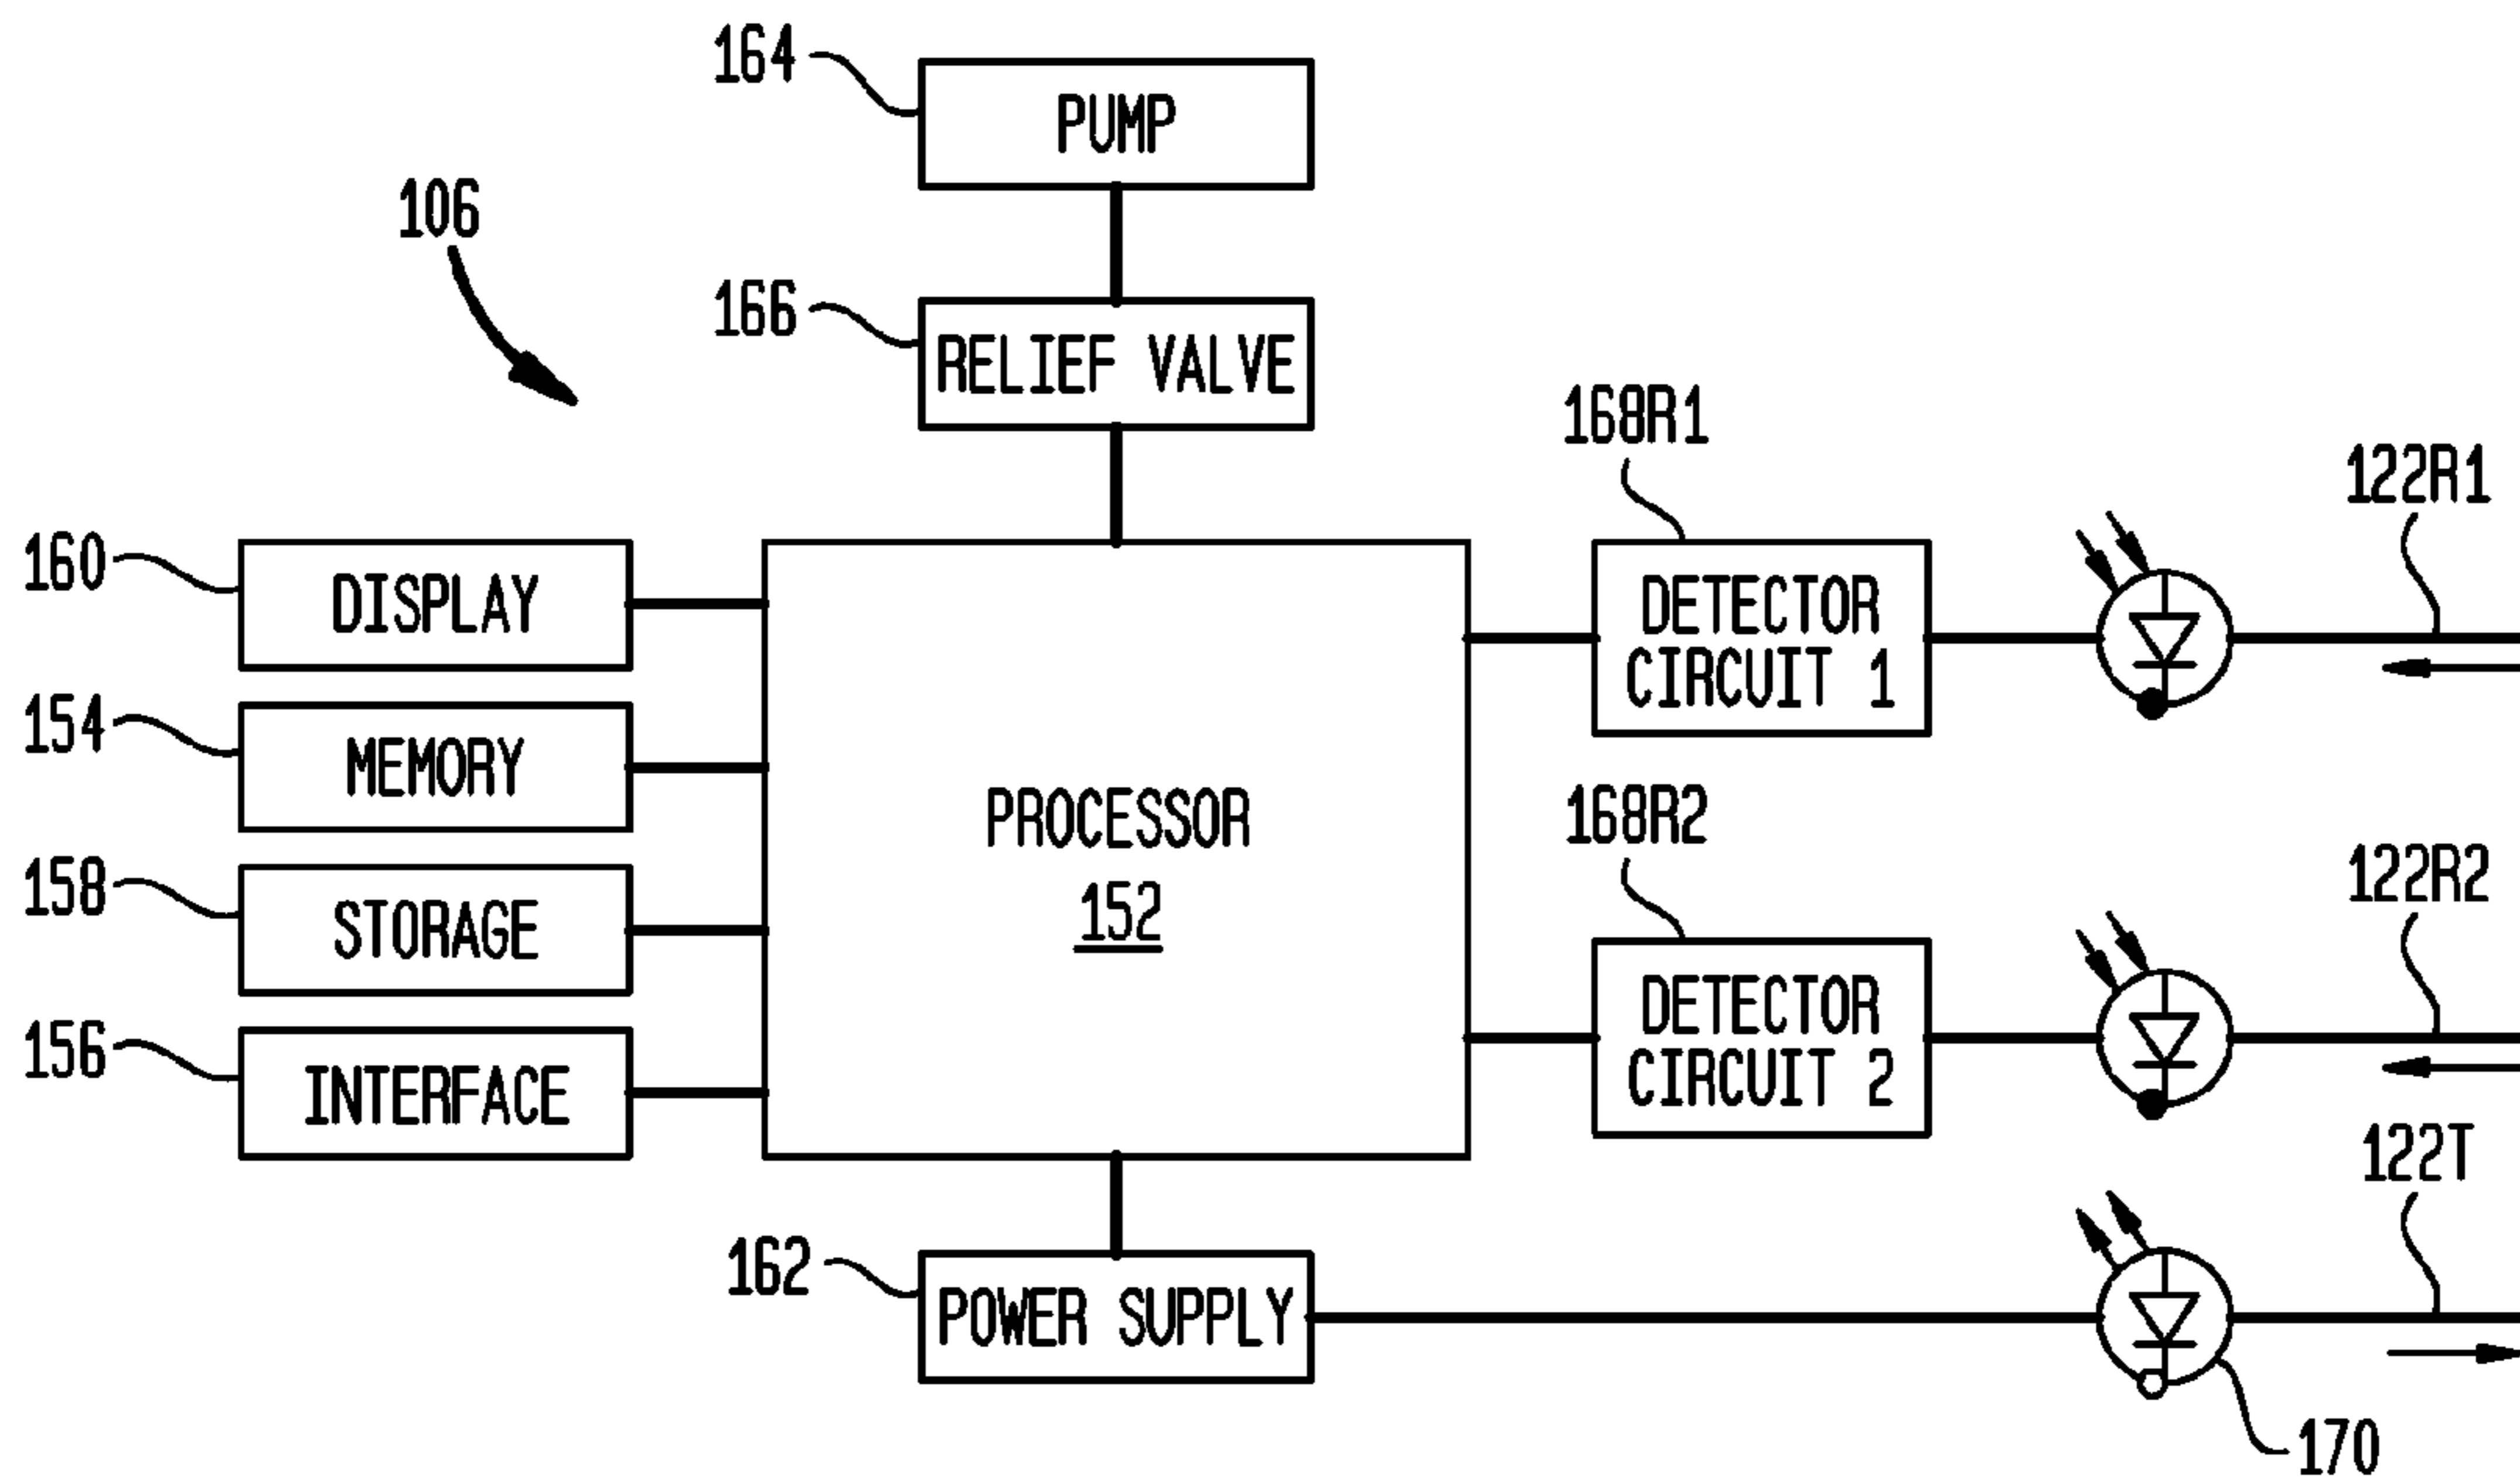 164
PUMP
106
166
RELIEF VALVE
168R1
122R1
160
DISPLAY
DETECTOR
CIRCUIT 1
154
MEMORY
PROCESSOR
152
168R2
122R2
158
STORAGE
DETECTOR
CIRCUIT 2
156
INTERFACE
122T
162
POWER SUPPLY
170